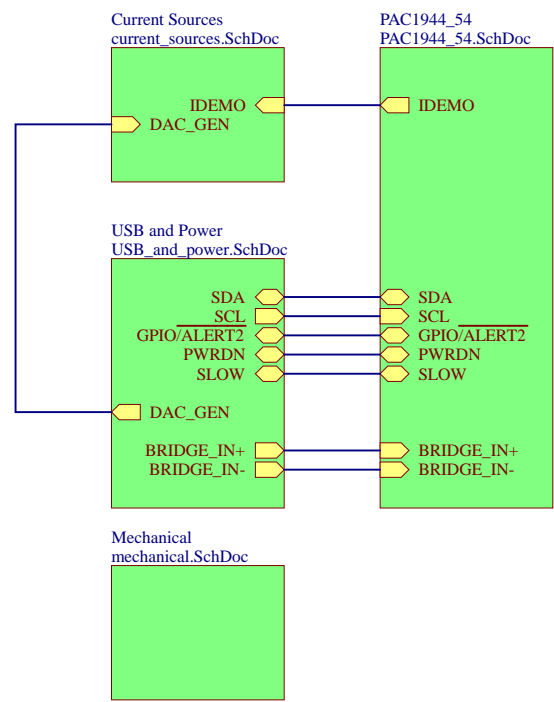 Current Sources
current_sources.SchDoc
IDEMO
DAC_GEN
PAC1944_54
PAC1944_54.SchDoc
IDEMO
USB and Power
USB_and_power.SchDoc
SDA
SCL
GPIO/ALERT2
PWRDN
SLOW
DAC_GEN
BRIDGE_IN+
BRIDGE_IN-
SDA
SCL
GPIO/ALERT2
PWRDN
SLOW
BRIDGE_IN+
BRIDGE_IN-
Mechanical
mechanical.SchDoc